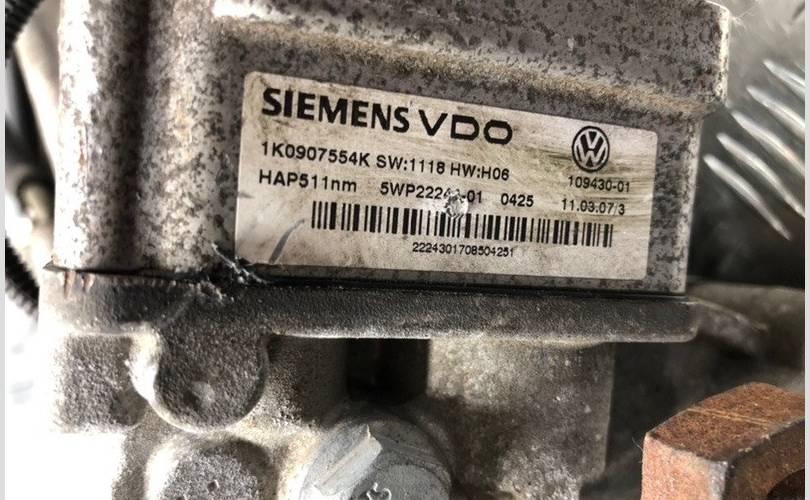 SIEMENS VDO
1K0907554K SW:1118 HW:H06
109430-01
HAP511nm 0425 11.03.07/3
2224301708504251